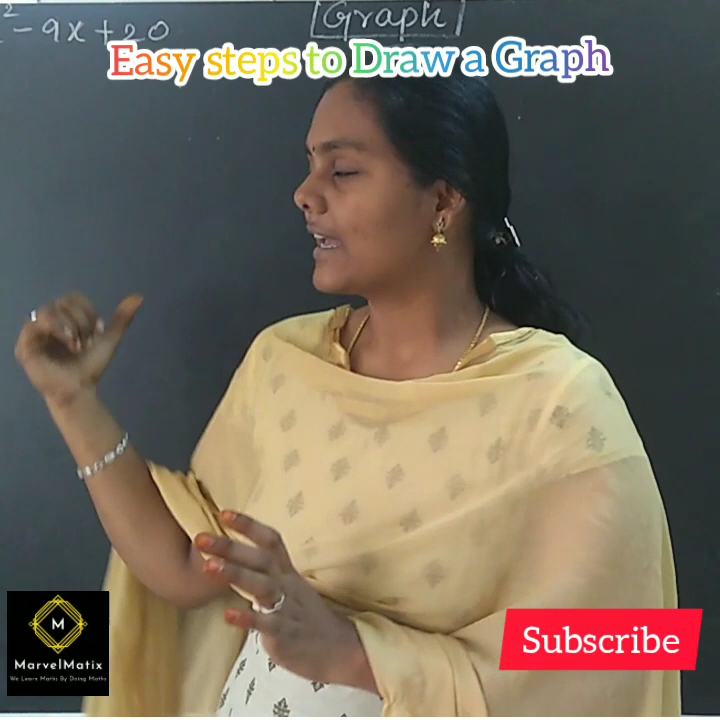 [Graph]
² - 9x + 20
Easy steps to Draw a Graph
Subscribe
M
MarvelMatix
We Learn Maths By Doing Maths